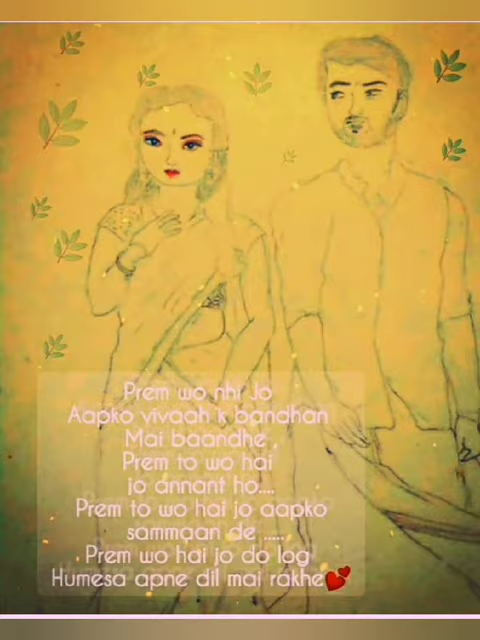 Prem wo nhi Jo
Aapko vivaah k bandhan
Mai baandhe ,
Prem to wo hai
jo annant ho....
Prem to wo hai jo aapko
sammaan de .....
Prem wo hai jo do log
Humesa apne dil mai rakhe💕